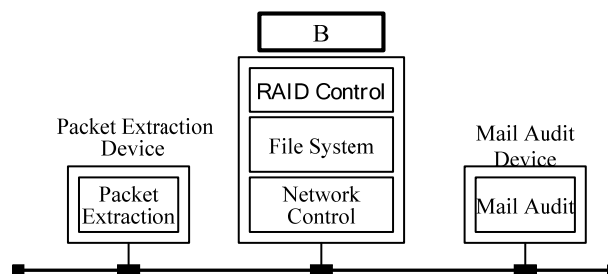 B
RAID Control
File System
Network
Control
Packet Extraction
Device
Packet
Extraction
Mail Audit
Device
Mail Audit